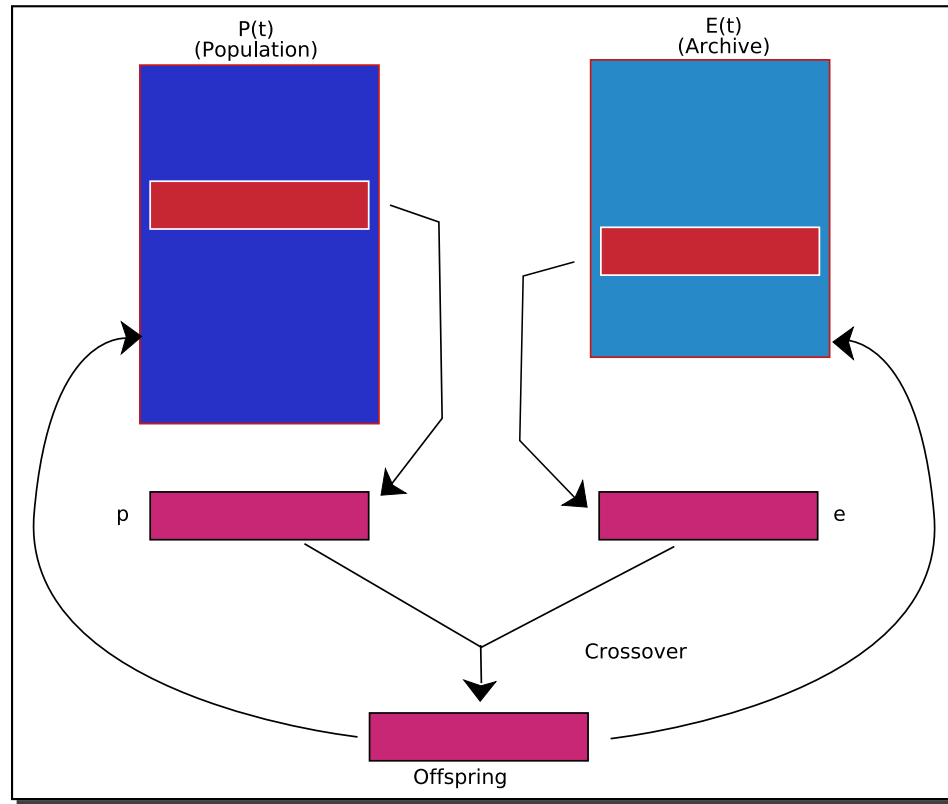 P(t)
(Population)
E(t)
(Archive)
p
e
Crossover
Offspring